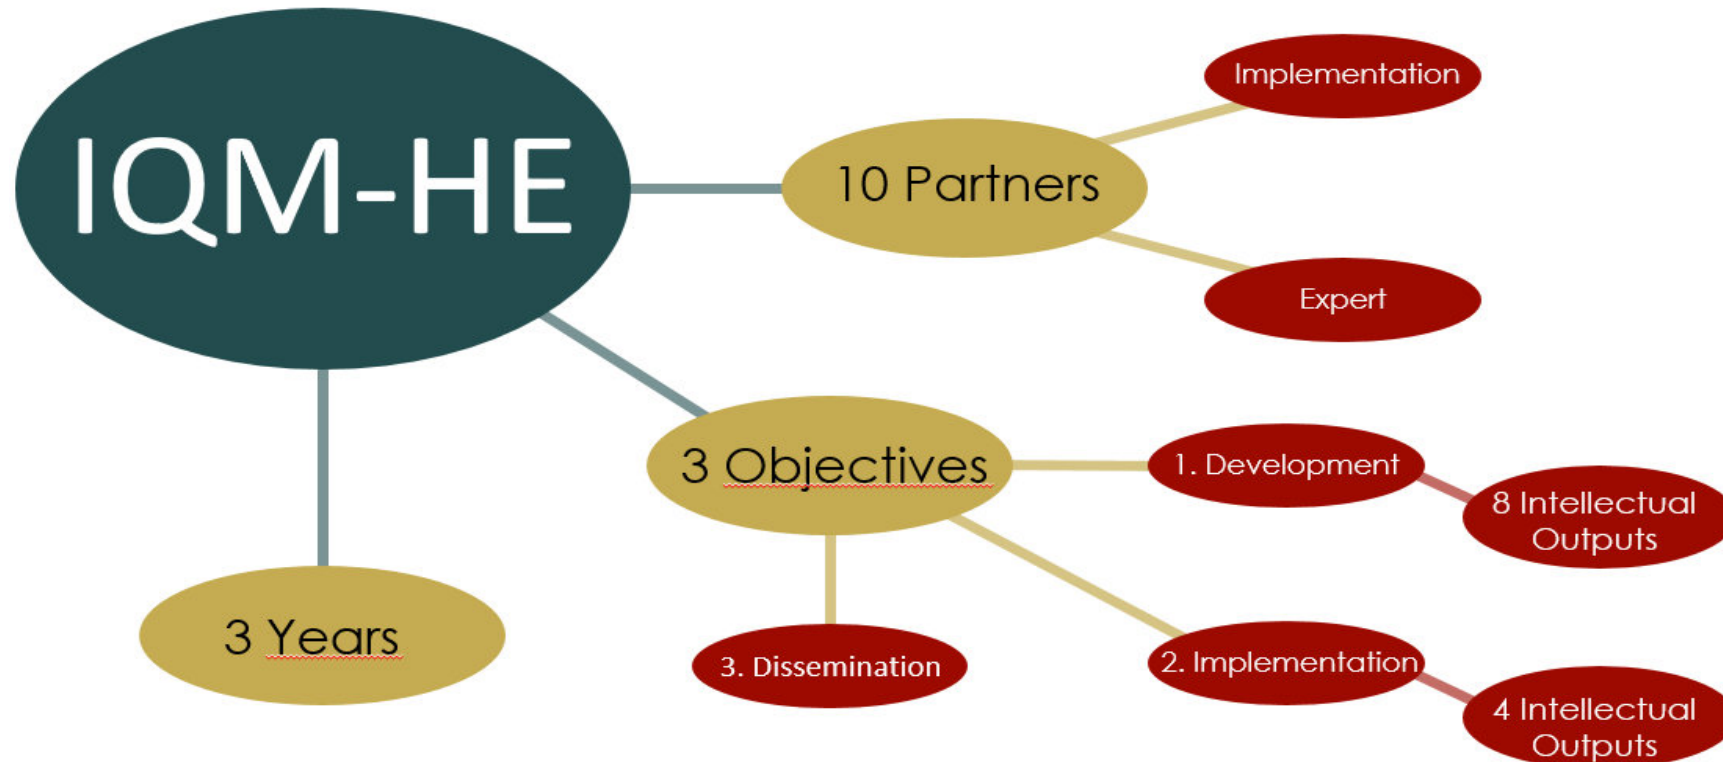 IQM-HE
10 Partners
Implementation
Expert
3 Objectives
1. Development
8 Intellectual
Outputs
2. Implementation
4 Intellectual
Outputs
3. Dissemination
3 Years